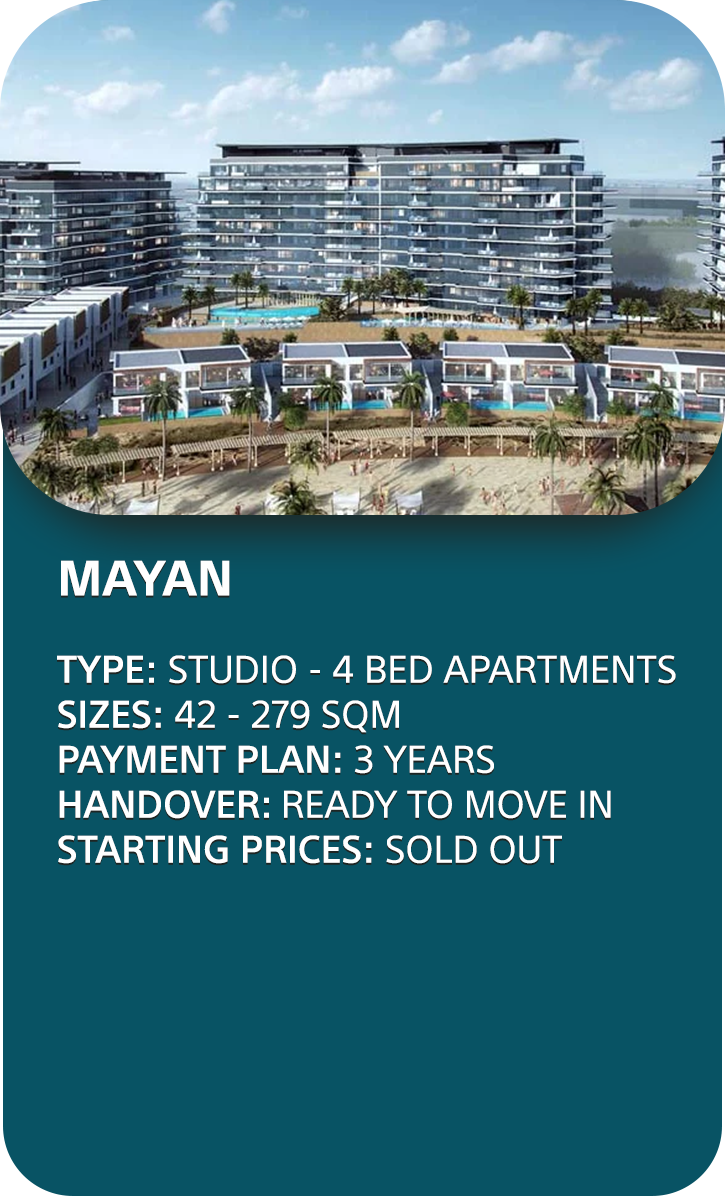 MAYAN
TYPE: STUDIO - 4 BED APARTMENTS
SIZES: 42 - 279 SQM
PAYMENT PLAN: 3 YEARS
HANDOVER: READY TO MOVE IN
STARTING PRICES: SOLD OUT